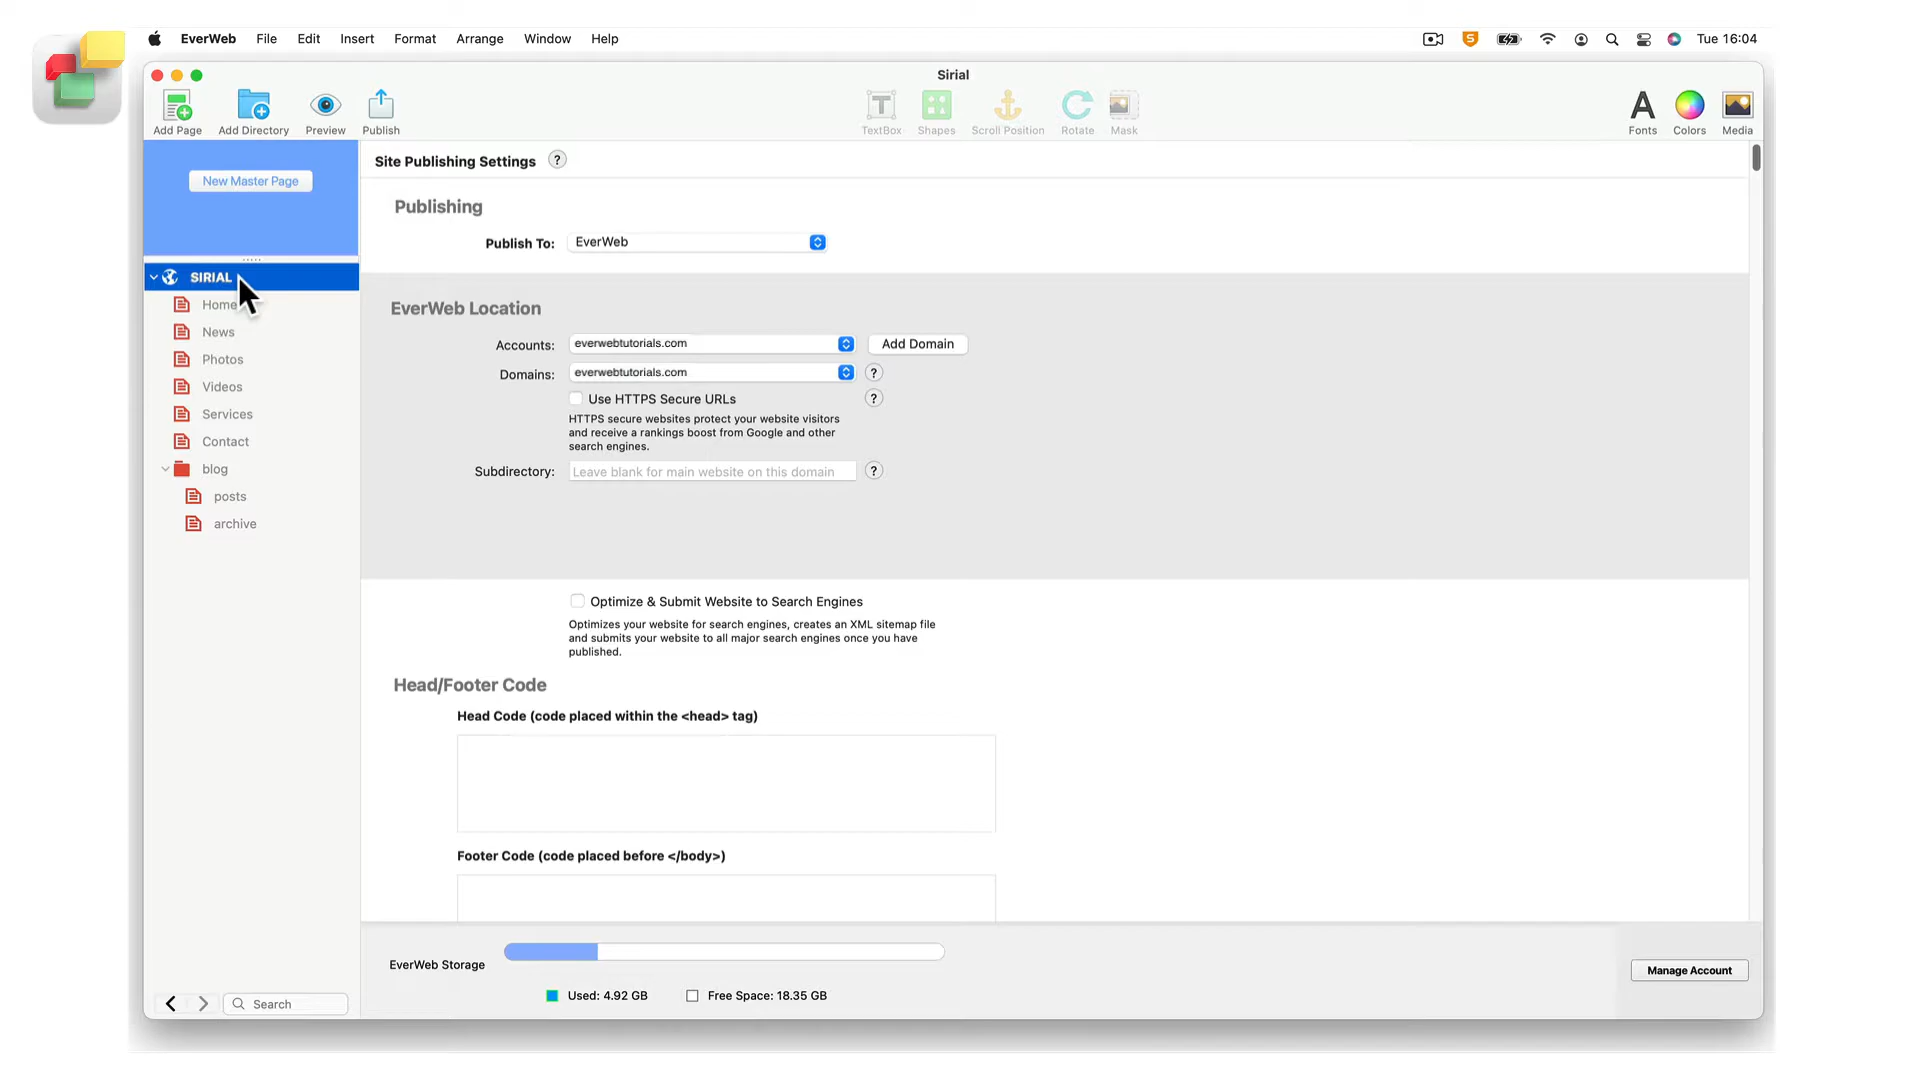 EverWeb File Edit Insert Format Arrange Window Help
S
Tue 16:04
Sirial
Add Page Add Directory Preview Publish
TextBox Shapes Scroll Position Rotate Mask
Fonts Colors Media
New Master Page
SIRIAL
Home
News
Photos
Videos
Services
Contact
blog
posts
archive
Search
Site Publishing Settings ?
Publishing
Publish To: EverWeb
EverWeb Location
Accounts: everwebtutorials.com Add Domain
Domains: everwebtutorials.com ?
Use HTTPS Secure URLs ?
HTTPS secure websites protect your website visitors
and receive a rankings boost from Google and other
search engines.
Subdirectory: Leave blank for main website on this domain ?
Optimize & Submit Website to Search Engines
Optimizes your website for search engines, creates an XML sitemap file
and submits your website to all major search engines once you have
published.
Head/Footer Code
Head Code (code placed within the <head> tag)
Footer Code (code placed before </body>)
EverWeb Storage
Used: 4.92 GB Free Space: 18.35 GB
Manage Account